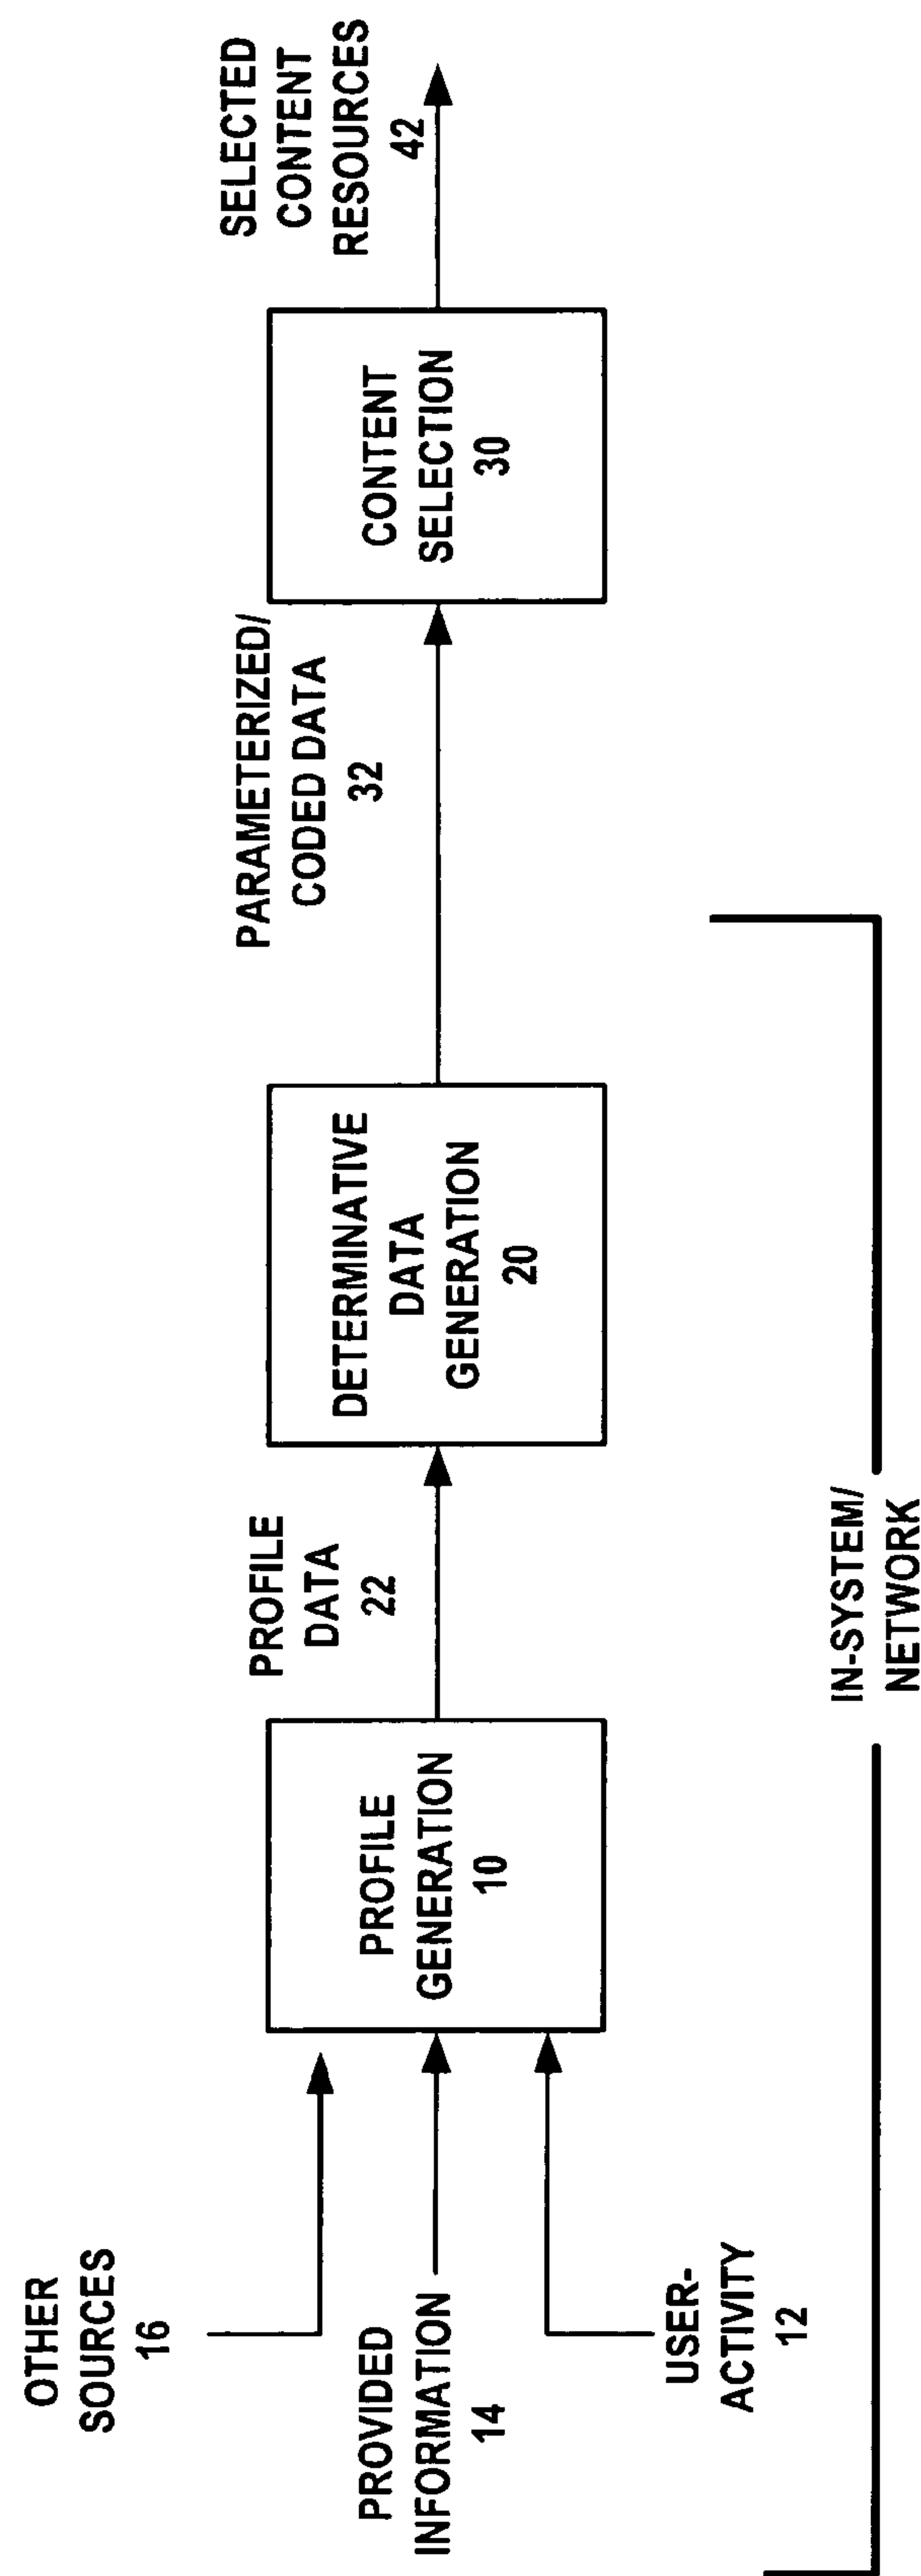 OTHER
SOURCES
16
PROVIDED
INFORMATION
14
USER-
ACTIVITY
12
PROFILE
GENERATION
10
PROFILE
DATA
22
DETERMINATIVE
DATA
GENERATION
20
PARAMETERIZED/
CODED DATA
32
CONTENT
SELECTION
30
SELECTED
CONTENT
RESOURCES
42
IN-SYSTEM/
NETWORK